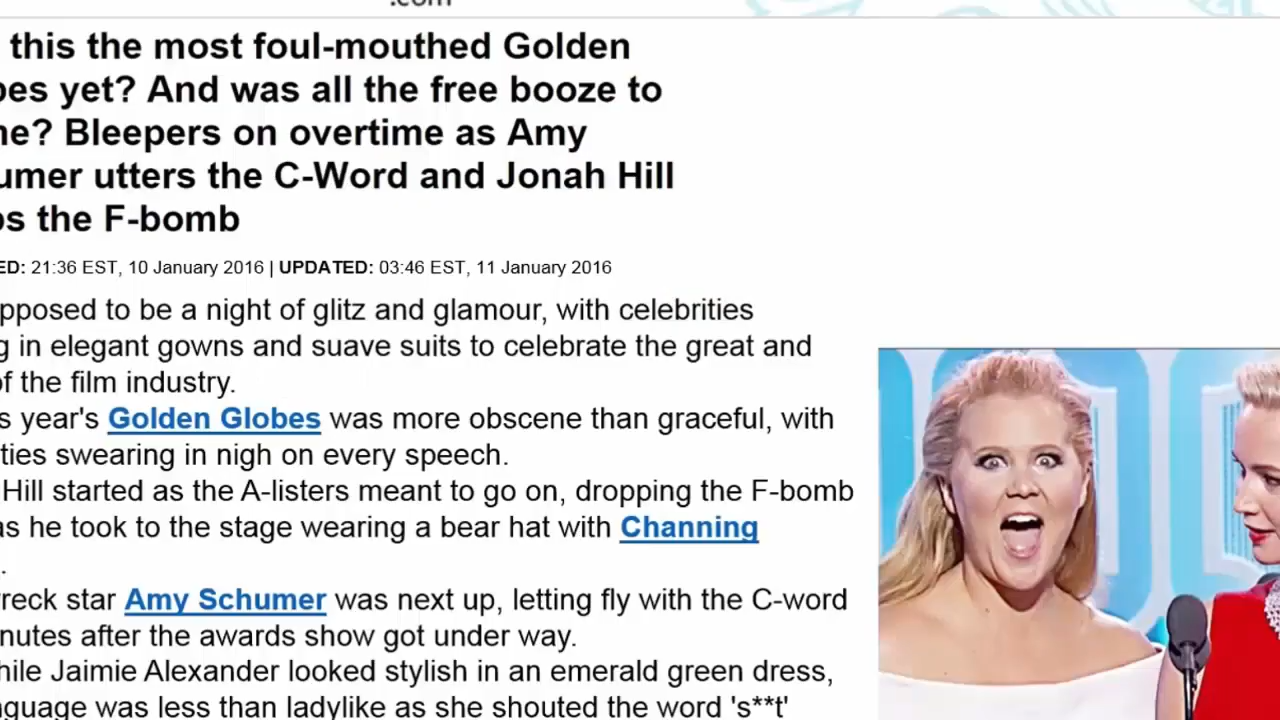 .com
this the most foul-mouthed Golden
bes yet? And was all the free booze to
me? Bleepers on overtime as Amy
umer utters the C-Word and Jonah Hill
ps the F-bomb
ED: 21:36 EST, 10 January 2016 | UPDATED: 03:46 EST, 11 January 2016
pposed to be a night of glitz and glamour, with celebrities
g in elegant gowns and suave suits to celebrate the great and
of the film industry.
s year's Golden Globes was more obscene than graceful, with
ties swearing in nigh on every speech.
Hill started as the A-listers meant to go on, dropping the F-bomb
as he took to the stage wearing a bear hat with Channing
.
reck star Amy Schumer was next up, letting fly with the C-word
nutes after the awards show got under way.
hile Jaimie Alexander looked stylish in an emerald green dress,
nguage was less than ladylike as she shouted the word 's**t'